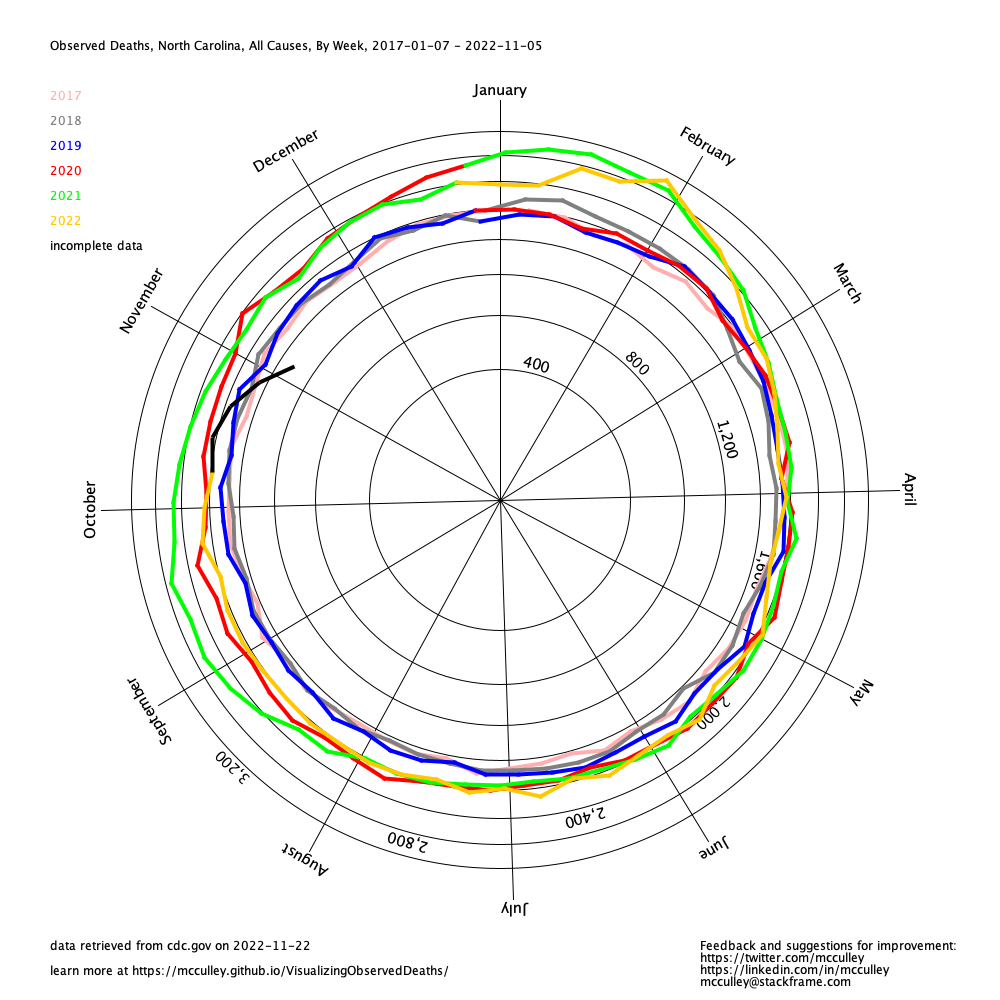 Observed Deaths, North Carolina, All Causes, By Week, 2017-01-07 - 2022-11-05
2017
2018
2019
2020
2021
2022
incomplete data
January
February
March
April
May
June
July
August
September
October
November
December
400
800
1,200
1,600
2,000
2,400
2,800
3,200
data retrieved from cdc.gov on 2022-11-22
learn more at https://mcculley.github.io/VisualizingObservedDeaths/
Feedback and suggestions for improvement:
https://twitter.com/mcculley
https://linkedin.com/in/mcculley
mcculley@stackframe.com